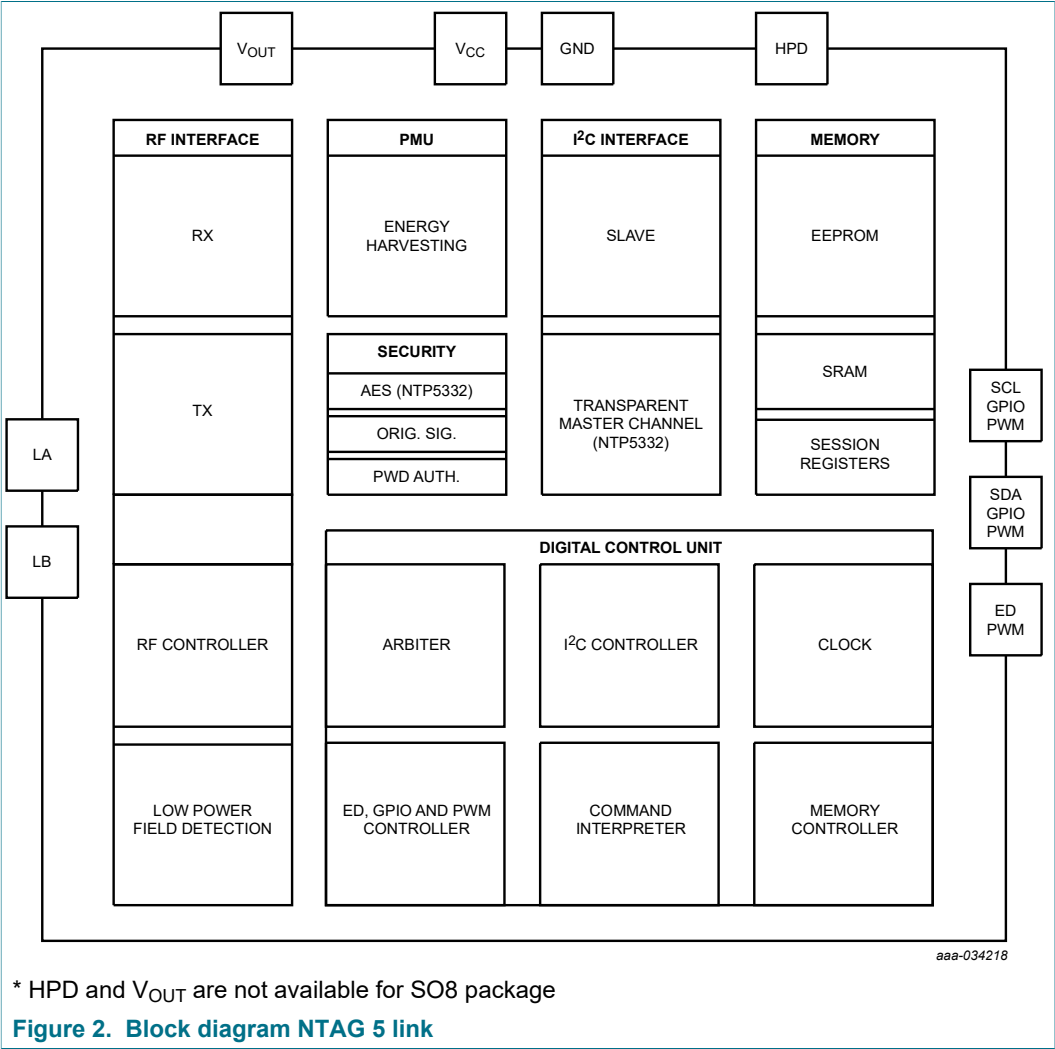 VOUT
VCC
GND
HPD
RF INTERFACE
PMU
I2C INTERFACE
MEMORY
RX
ENERGY
HARVESTING
SLAVE
EEPROM
TX
SECURITY
AES (NTP5332)
ORIG. SIG.
PWD AUTH.
TRANSPARENT
MASTER CHANNEL
(NTP5332)
SRAM
SESSION
REGISTERS
LA
LB
SCL
GPIO
PWM
SDA
GPIO
PWM
ED
PWM
DIGITAL CONTROL UNIT
RF CONTROLLER
ARBITER
I2C CONTROLLER
CLOCK
LOW POWER
FIELD DETECTION
ED, GPIO AND PWM
CONTROLLER
COMMAND
INTERPRETER
MEMORY
CONTROLLER
aaa-034218
* HPD and VOUT are not available for SO8 package
Figure 2. Block diagram NTAG 5 link